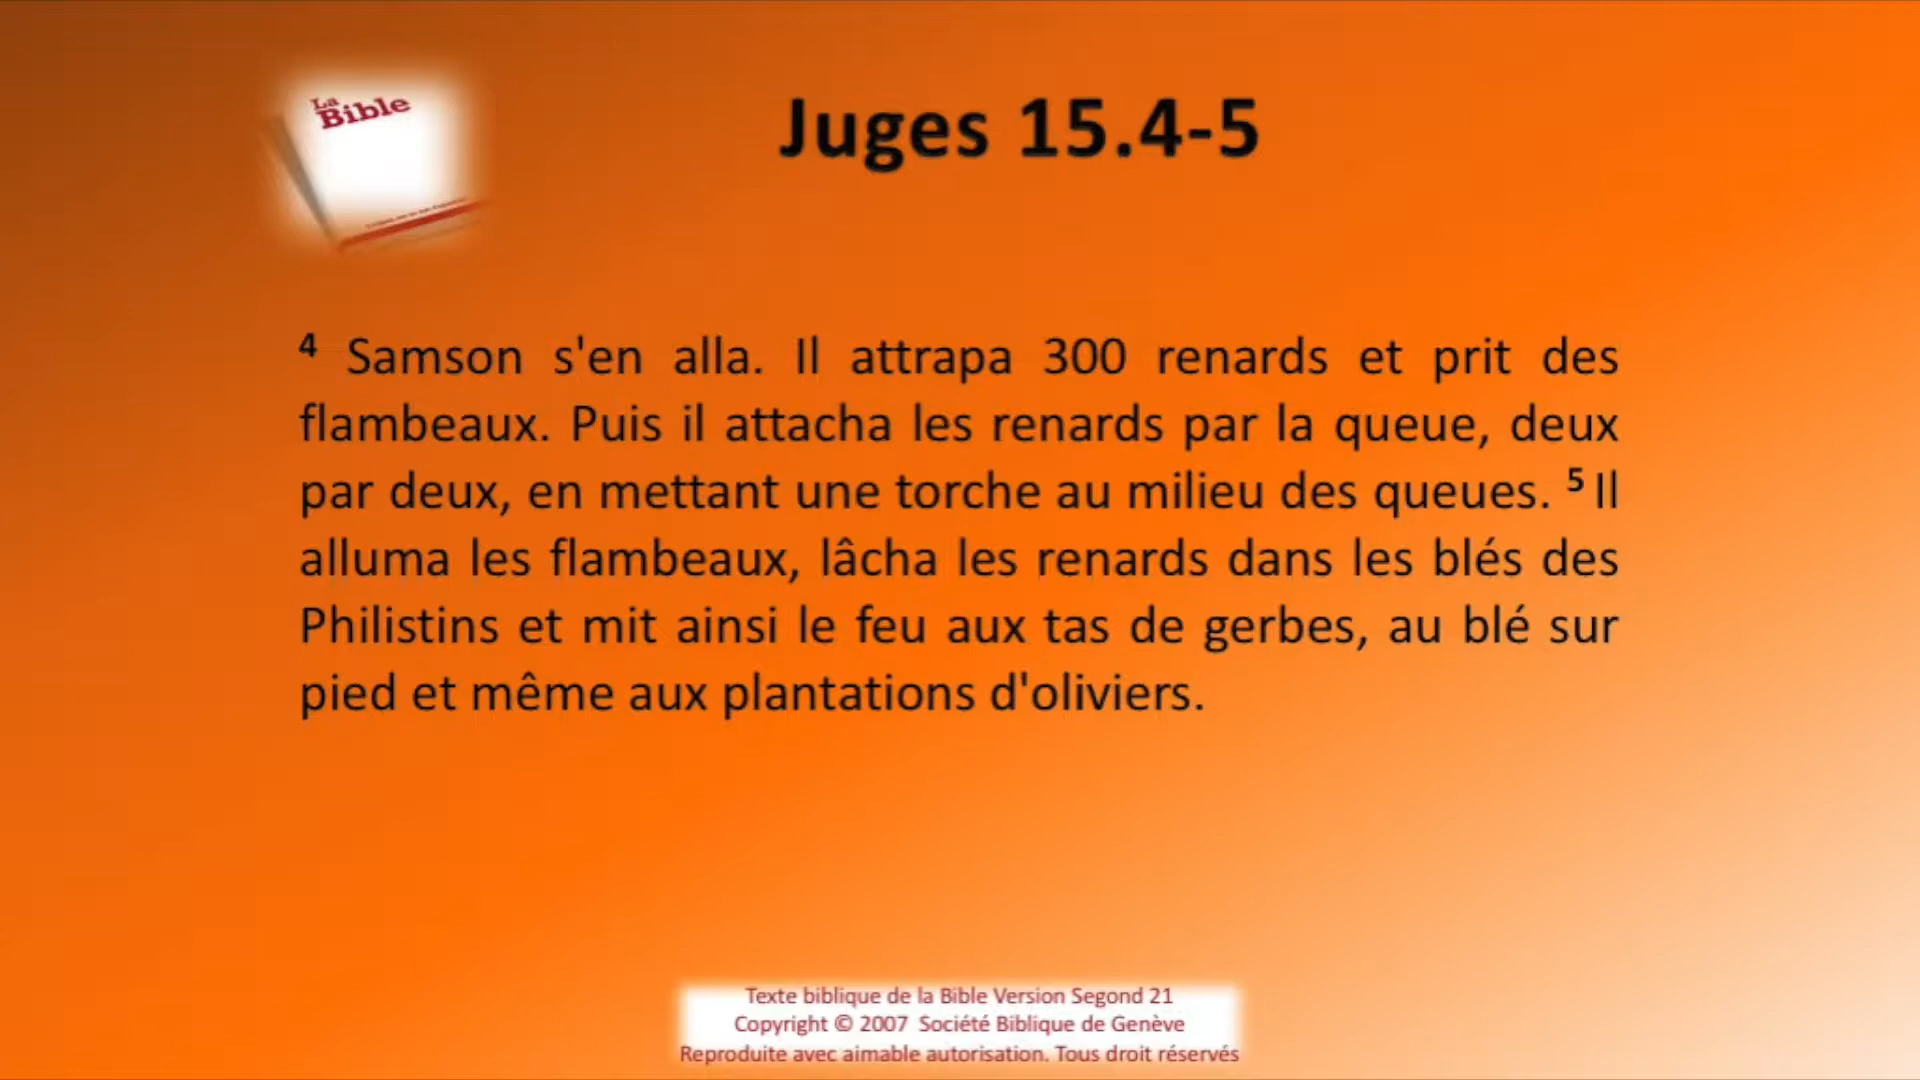 La
Bible
Juges 15.4-5
4 Samson s'en alla. Il attrapa 300 renards et prit des
flambeaux. Puis il attacha les renards par la queue, deux
par deux, en mettant une torche au milieu des queues. 5 Il
alluma les flambeaux, lâcha les renards dans les blés des
Philistins et mit ainsi le feu aux tas de gerbes, au blé sur
pied et même aux plantations d'oliviers.
Texte biblique de la Bible Version Segond 21
Copyright © 2007 Société Biblique de Genève
Reproduite avec aimable autorisation. Tous droit réservés